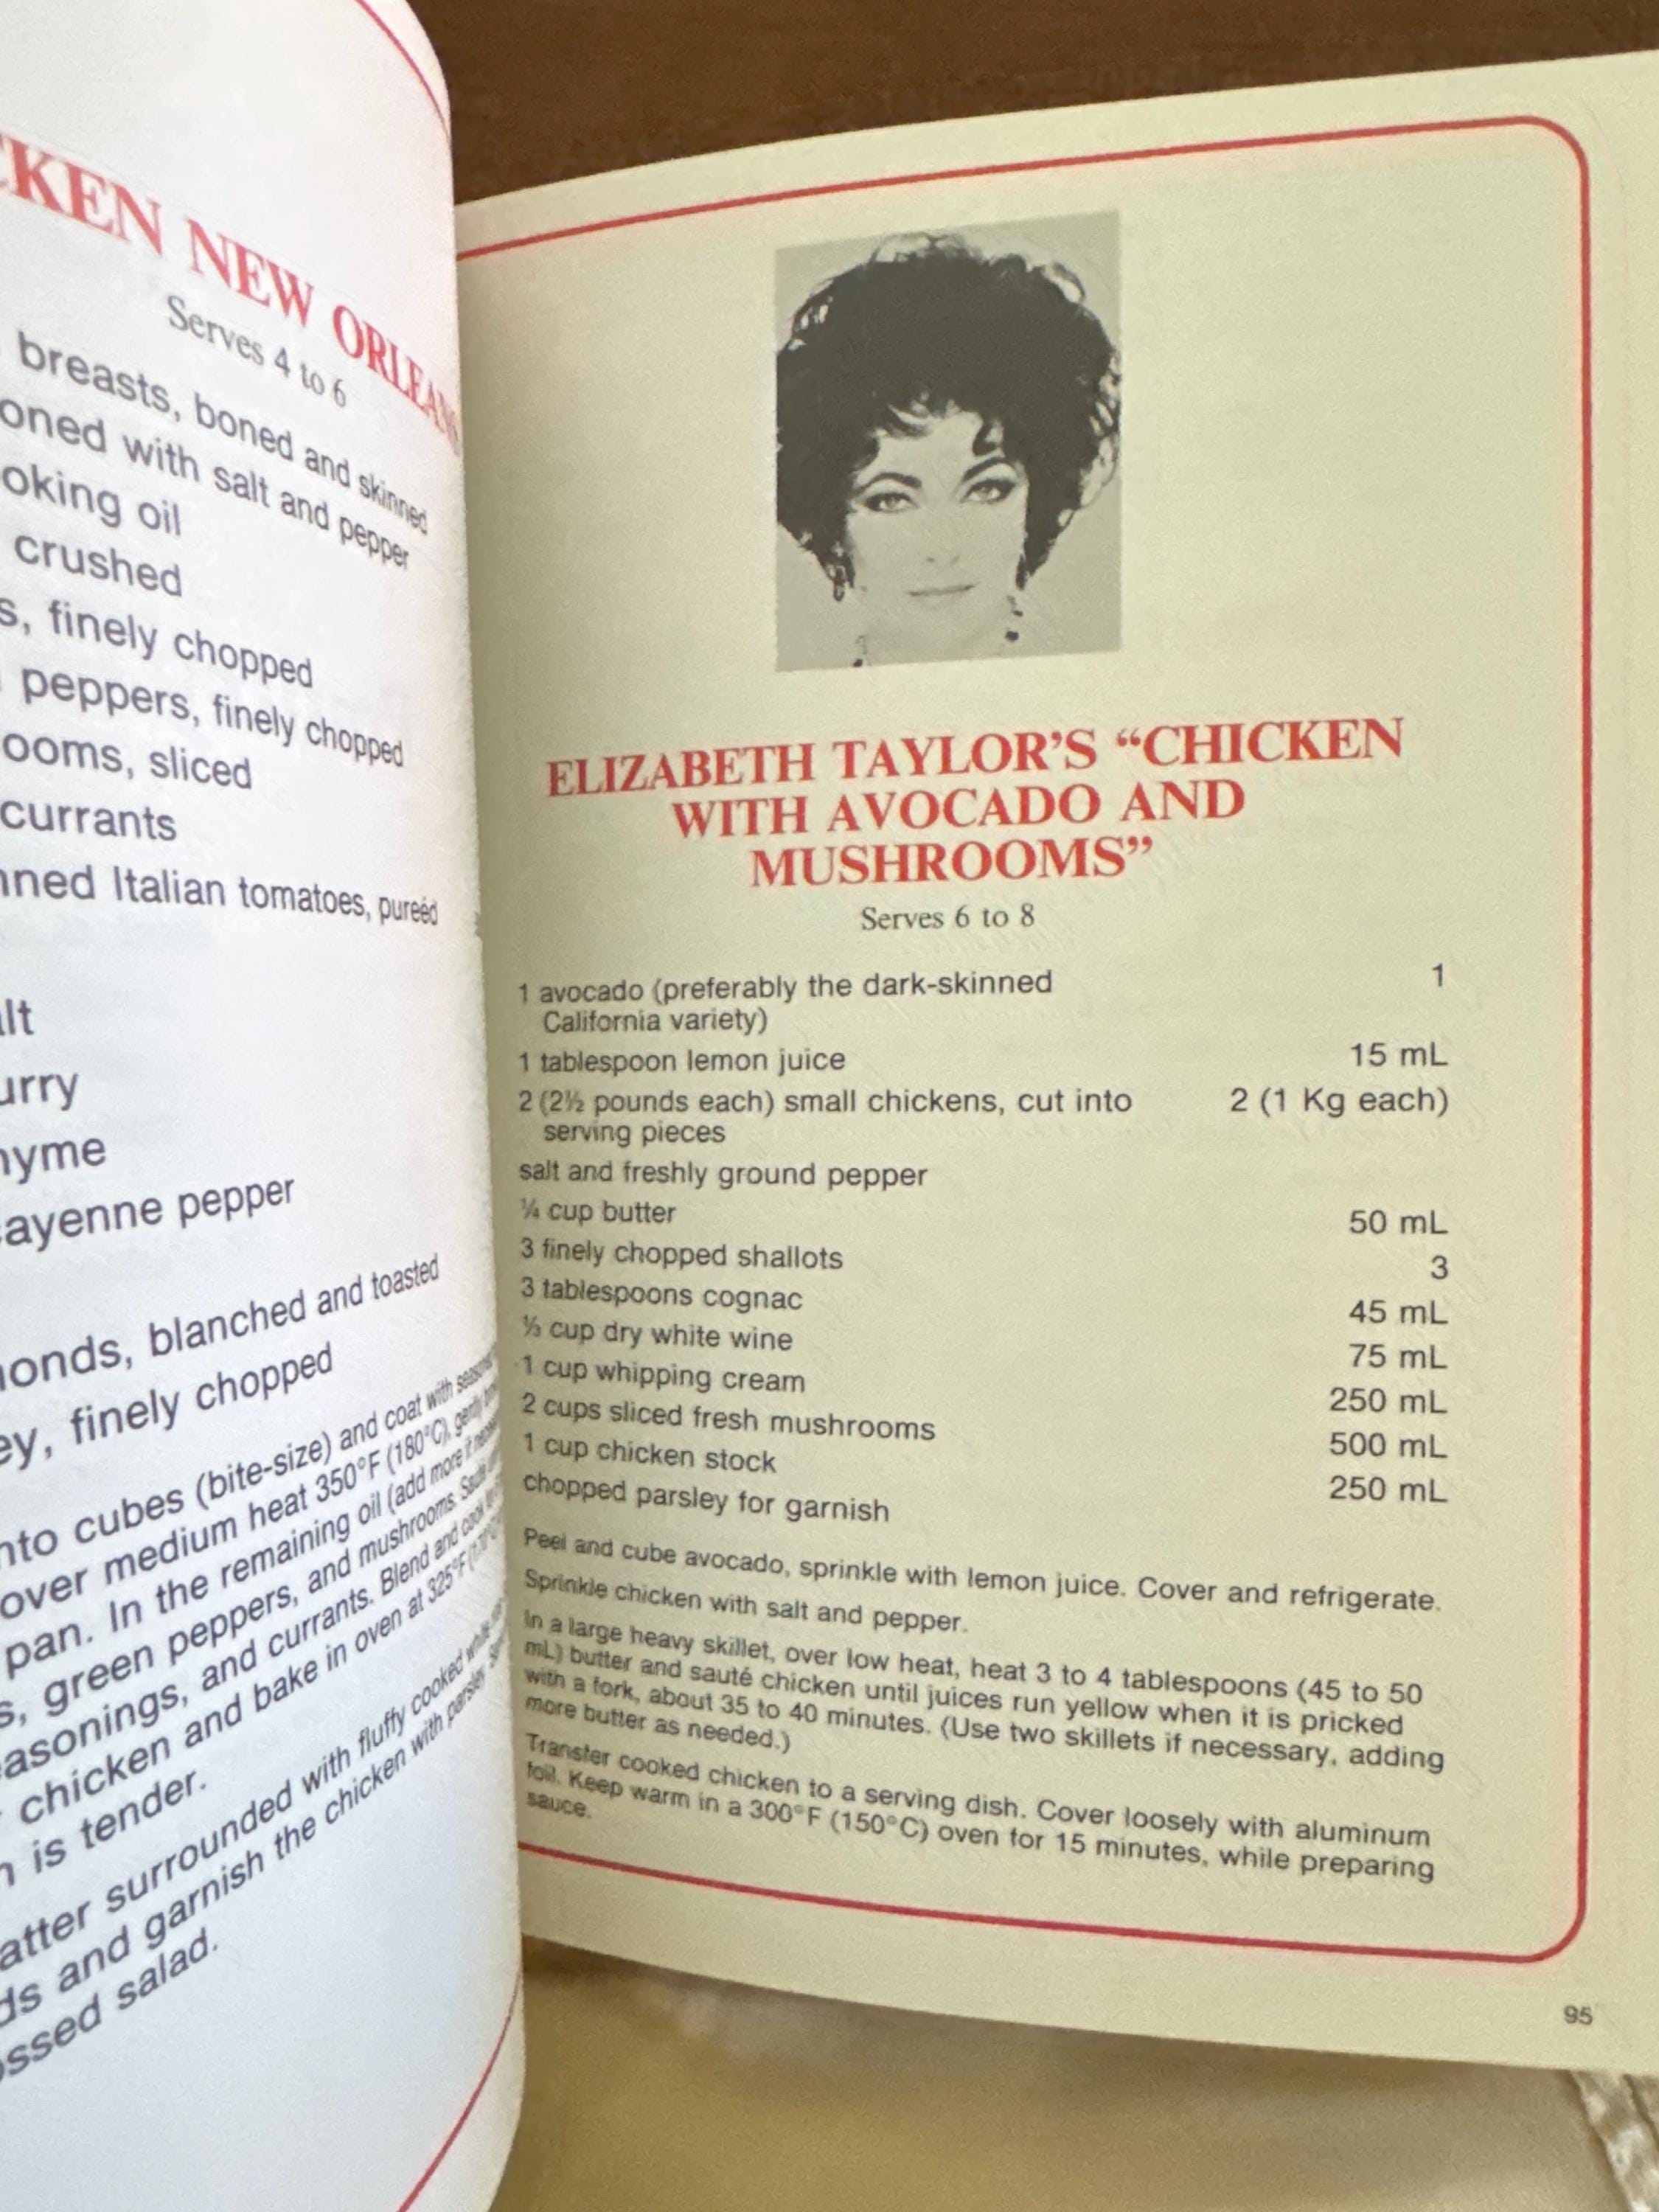 CKEN NEW ORLEANS
Serves 4 to 6
breasts, boned and skinned
oned with salt and pepper
oking oil
crushed
s, finely chopped
peppers, finely chopped
ooms, sliced
currants
nned Italian tomatoes, pureéd
alt
urry
hyme
cayenne pepper
monds, blanched and toasted
ey, finely chopped
nto cubes (bite-size) and coat with
over medium heat 350°F (180°C), gently
pan. In the remaining oil (add more if
s, green peppers, and mushrooms.
easonings, and currants. Blend and cook
chicken and bake in oven at 325°F
n is tender.
atter surrounded with fluffy cooked white
ds and garnish the chicken with parsley.
ossed salad.
ELIZABETH TAYLOR'S “CHICKEN
WITH AVOCADO AND
MUSHROOMS”
Serves 6 to 8
1 avocado (preferably the dark-skinned 1
California variety)
1 tablespoon lemon juice 15 mL
2 (2½ pounds each) small chickens, cut into 2 (1 Kg each)
serving pieces
salt and freshly ground pepper
¼ cup butter 50 mL
3 finely chopped shallots 3
3 tablespoons cognac 45 mL
⅓ cup dry white wine 75 mL
1 cup whipping cream 250 mL
2 cups sliced fresh mushrooms 500 mL
1 cup chicken stock 250 mL
chopped parsley for garnish
Peel and cube avocado, sprinkle with lemon juice. Cover and refrigerate.
Sprinkle chicken with salt and pepper.
In a large heavy skillet, over low heat, heat 3 to 4 tablespoons (45 to 50
mL) butter and sauté chicken until juices run yellow when it is pricked
with a fork, about 35 to 40 minutes. (Use two skillets if necessary, adding
more butter as needed.)
Transfer cooked chicken to a serving dish. Cover loosely with aluminum
foil. Keep warm in a 300°F (150°C) oven for 15 minutes, while preparing
sauce.
95